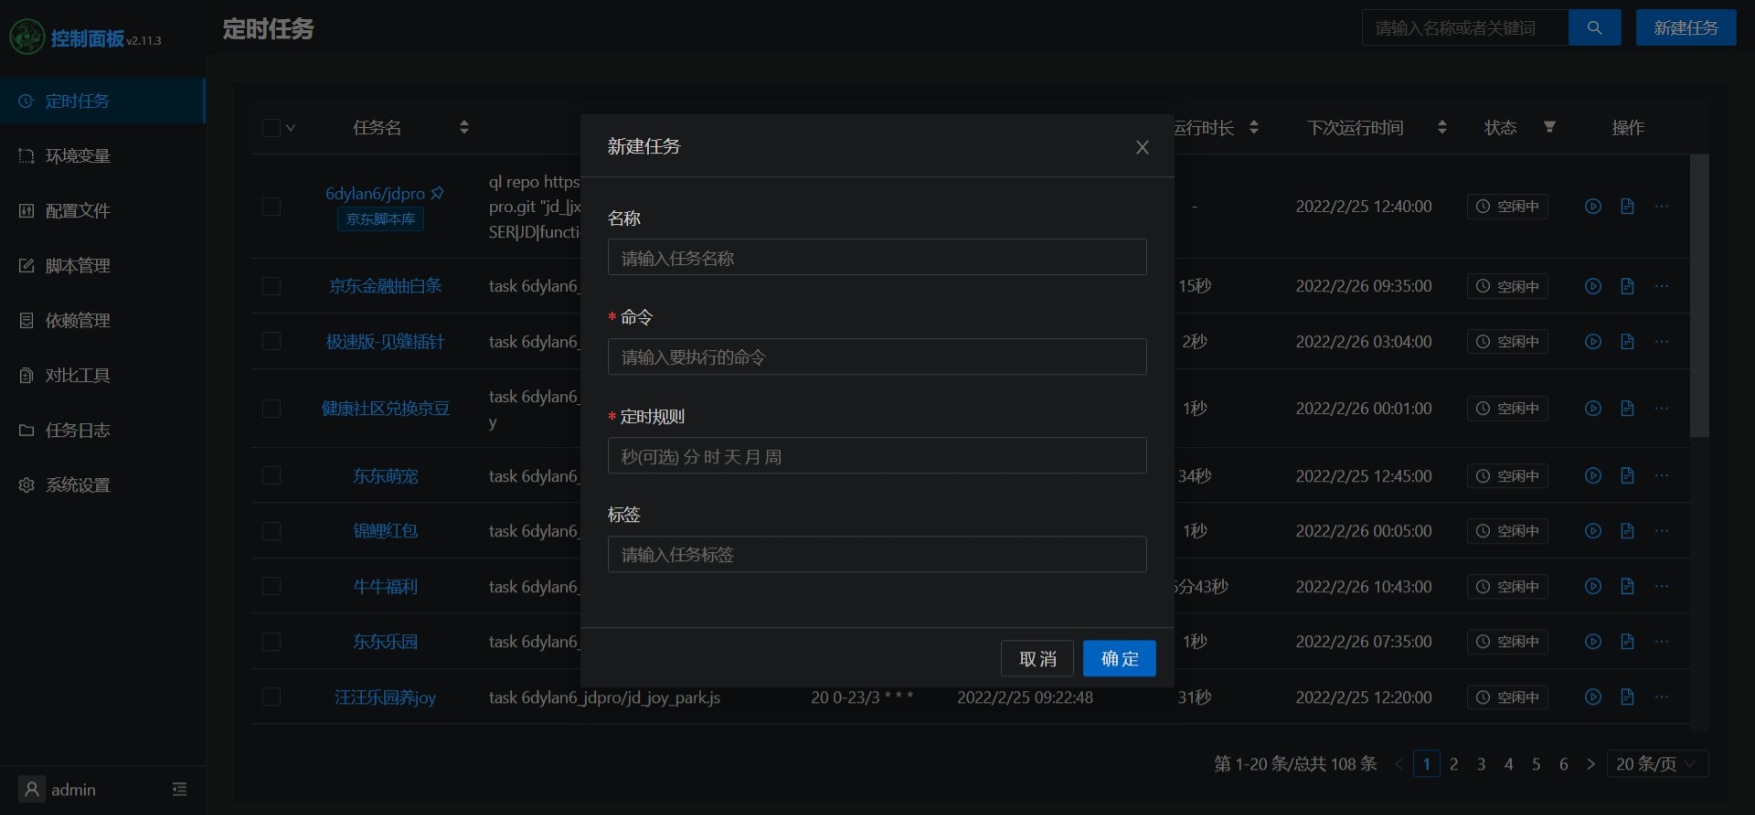 控制面板 v2.11.3
定时任务
请输入名称或者关键词
新建任务
定时任务
环境变量
配置文件
脚本管理
依赖管理
对比工具
任务日志
系统设置
admin
任务名
运行时长
下次运行时间
状态
操作
6dylan6/jdpro
京东脚本库
ql repo https
pro.git "jd_|jx
SER|JD|functi
-
2022/2/25 12:40:00
空闲中
京东金融抽白条
task 6dylan6_
15秒
2022/2/26 09:35:00
空闲中
极速版-见缝插针
task 6dylan6_
2秒
2022/2/26 03:04:00
空闲中
健康社区兑换京豆
task 6dylan6_
y
1秒
2022/2/26 00:01:00
空闲中
东东萌宠
task 6dylan6_
34秒
2022/2/25 12:45:00
空闲中
锦鲤红包
task 6dylan6_
1秒
2022/2/26 00:05:00
空闲中
牛牛福利
task 6dylan6_
分43秒
2022/2/26 10:43:00
空闲中
东东乐园
task 6dylan6_
1秒
2022/2/26 07:35:00
空闲中
汪汪乐园养joy
task 6dylan6_jdpro/jd_joy_park.js
20 0-23/3 * * *
2022/2/25 09:22:48
31秒
2022/2/25 12:20:00
空闲中
新建任务
名称
请输入任务名称
* 命令
请输入要执行的命令
* 定时规则
秒(可选) 分 时 天 月 周
标签
请输入任务标签
取 消
确 定
第 1-20 条/总共 108 条 < 1 2 3 4 5 6 > 20 条/页